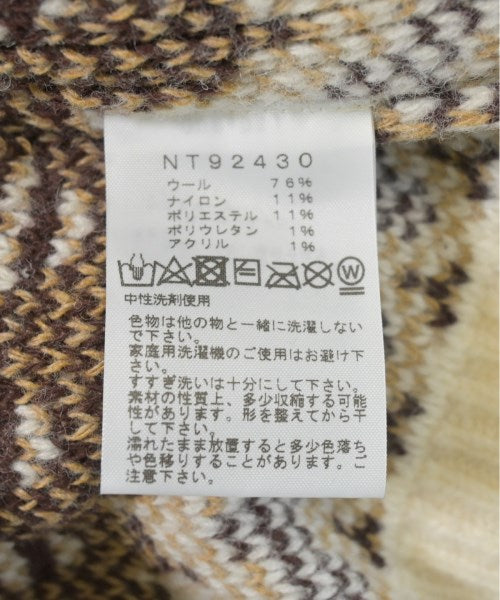 NT92430
ウール 76%
ナイロン 11%
ポリエステル 11%
ポリウレタン 1%
アクリル 1%
W
中性洗剤使用
色物は他の物と一緒に洗濯しない
で下さい。
家庭用洗濯機のご使用はお避け下
さい。
すすぎ洗いは十分にして下さい。
素材の性質上、多少収縮する可能
性があります。形を整えてから干
して下さい。
濡れたまま放置すると多少色落ち
や色移りすることがあります。ご
注意下さい。